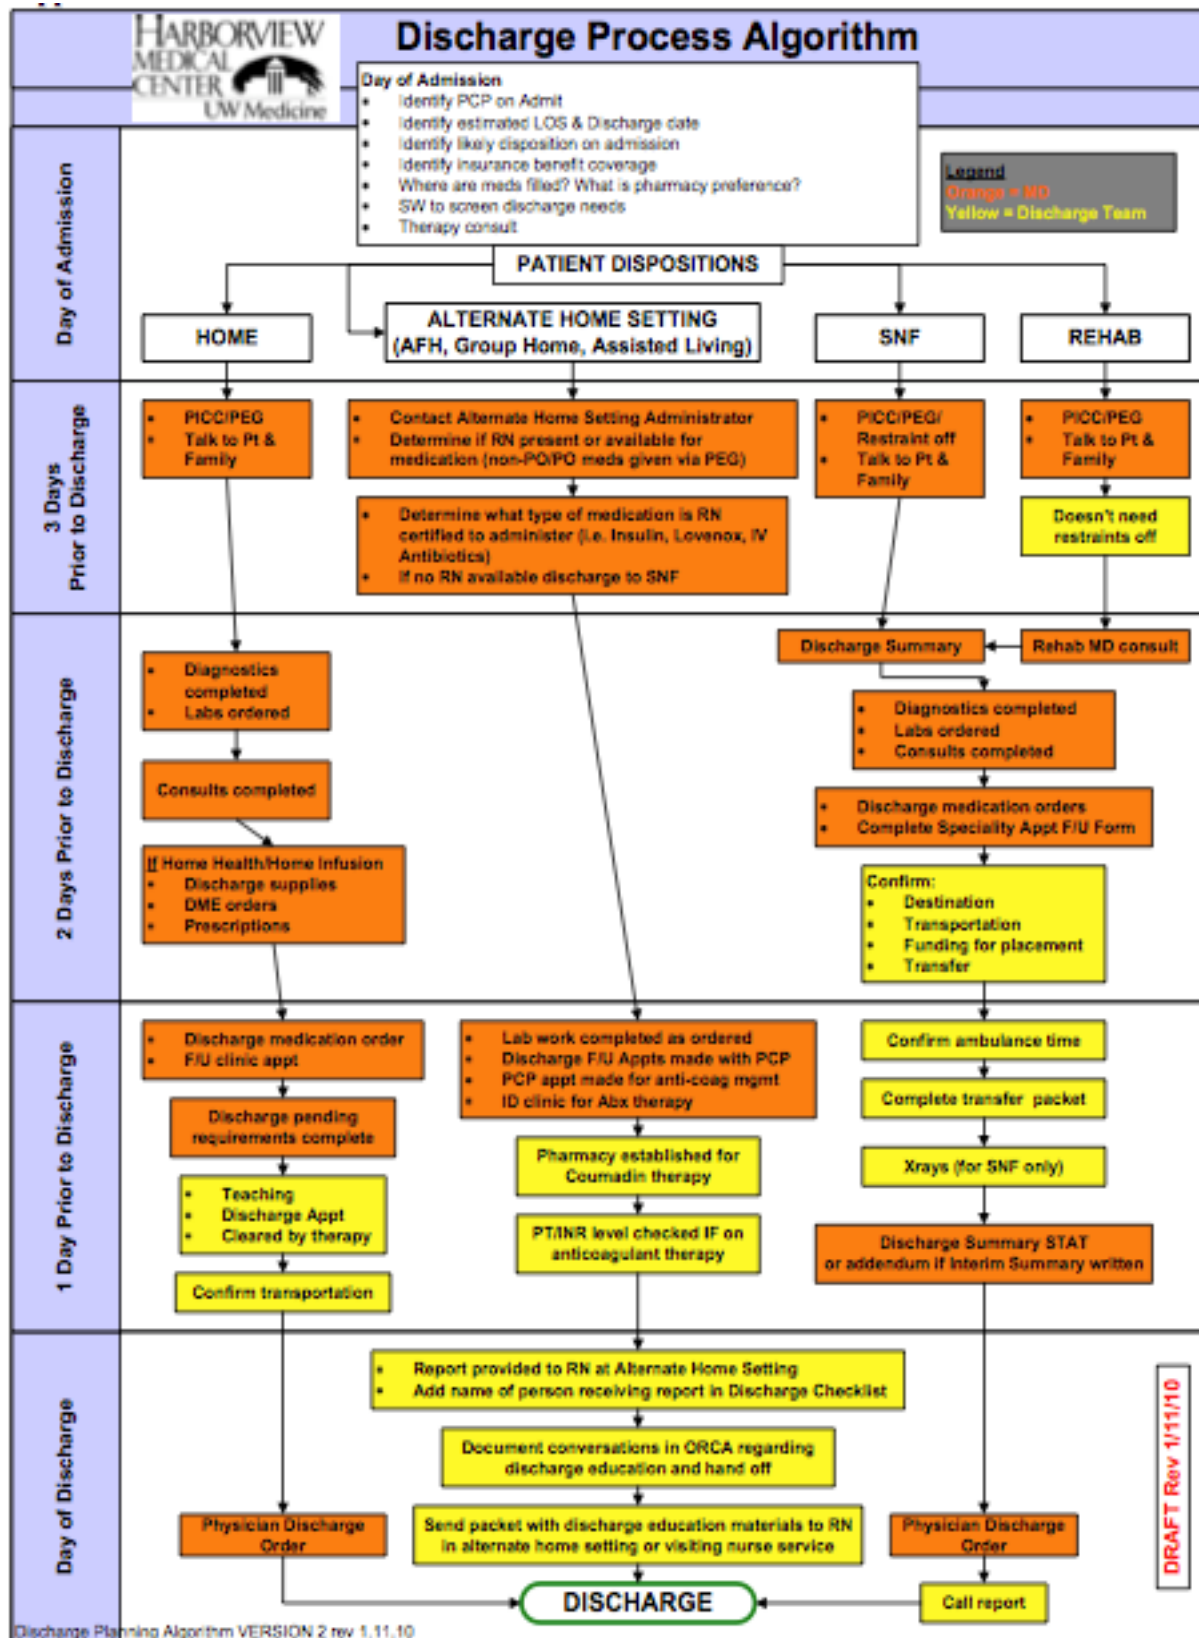 HARBORVIEW
MEDICAL
CENTER
UW Medicine
Discharge Process Algorithm
Day of Admission
• Identify PCP on Admit
• Identify estimated LOS & Discharge date
• Identify likely disposition on admission
• Identify insurance benefit coverage
• Where are meds filled? What is pharmacy preference?
• SW to screen discharge needs
• Therapy consult
Legend
Orange = MD
Yellow = Discharge Team
Day of Admission
PATIENT DISPOSITIONS
HOME
ALTERNATE HOME SETTING
(AFH, Group Home, Assisted Living)
SNF
REHAB
3 Days
Prior to Discharge
• PICC/PEG
• Talk to Pt &
Family
• Contact Alternate Home Setting Administrator
• Determine if RN present or available for
medication (non-PO/PO meds given via PEG)
• Determine what type of medication is RN
certified to administer (i.e. Insulin, Lovenox, IV
Antibiotics)
• If no RN available discharge to SNF
• PICC/PEG/
Restraint off
• Talk to Pt &
Family
• PICC/PEG
• Talk to Pt &
Family
Doesn't need
restraints off
2 Days Prior to Discharge
• Diagnostics
completed
• Labs ordered
Consults completed
If Home Health/Home Infusion
• Discharge supplies
• DME orders
• Prescriptions
Discharge Summary
Rehab MD consult
• Diagnostics completed
• Labs ordered
• Consults completed
• Discharge medication orders
• Complete Speciality Appt F/U Form
Confirm:
• Destination
• Transportation
• Funding for placement
• Transfer
1 Day Prior to Discharge
• Discharge medication order
• F/U clinic appt
Discharge pending
requirements complete
• Teaching
• Discharge Appt
• Cleared by therapy
Confirm transportation
• Lab work completed as ordered
• Discharge F/U Appts made with PCP
• PCP appt made for anti-coag mgmt
• ID clinic for Abx therapy
Pharmacy established for
Coumadin therapy
PT/INR level checked IF on
anticoagulant therapy
Confirm ambulance time
Complete transfer packet
Xrays (for SNF only)
Discharge Summary STAT
or addendum if Interim Summary written
Day of Discharge
• Report provided to RN at Alternate Home Setting
• Add name of person receiving report in Discharge Checklist
Document conversations in ORCA regarding
discharge education and hand off
Physician Discharge
Order
Send packet with discharge education materials to RN
in alternate home setting or visiting nurse service
Physician Discharge
Order
DISCHARGE
Call report
DRAFT Rev 1/11/10
Discharge Planning Algorithm VERSION 2 rev 1.11.10